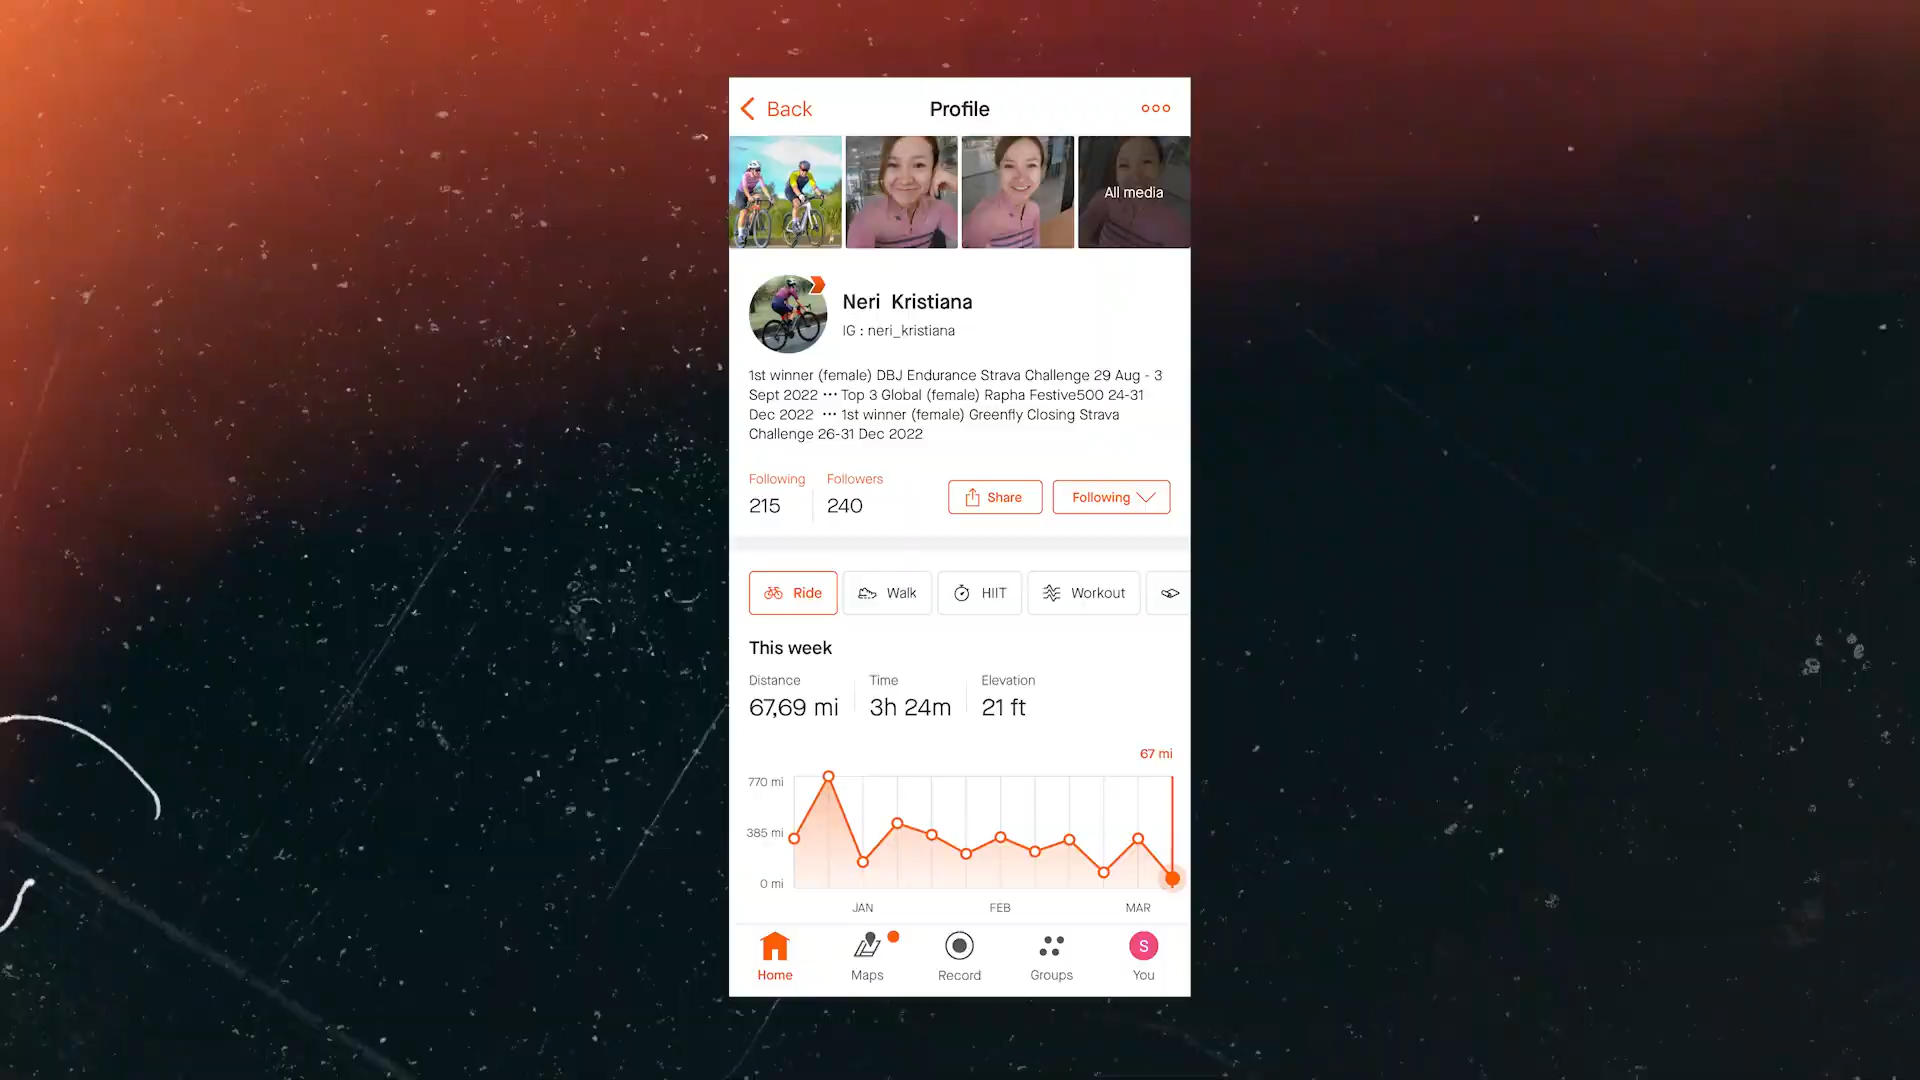 Back
Profile
All media
Neri Kristiana
IG : neri_kristiana
1st winner (female) DBJ Endurance Strava Challenge 29 Aug - 3
Sept 2022 ••• Top 3 Global (female) Rapha Festive500 24-31
Dec 2022 ••• 1st winner (female) Greenfly Closing Strava
Challenge 26-31 Dec 2022
Following Followers
215 240
Share
Following
Ride Walk HIIT Workout
This week
Distance Time Elevation
67,69 mi 3h 24m 21 ft
67 mi
770 mi
385 mi
0 mi
JAN FEB MAR
S
Home Maps Record Groups You